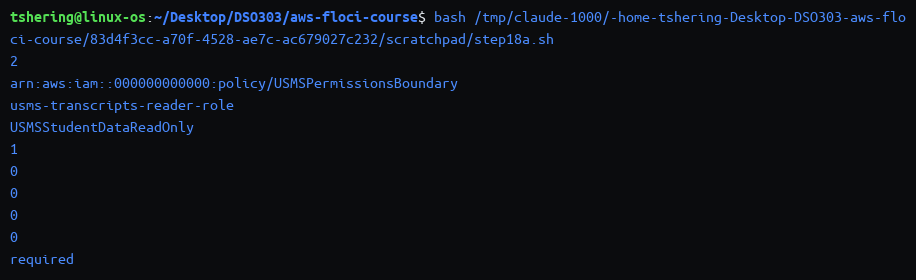 tshering@linux-os:~/Desktop/DSO303/aws-floci-course$ bash /tmp/claude-1000/-home-tshering-Desktop-DSO303-aws-flo
ci-course/83d4f3cc-a70f-4528-ae7c-ac679027c232/scratchpad/step18a.sh
2
arn:aws:iam::000000000000:policy/USMSPermissionsBoundary
usms-transcripts-reader-role
USMSStudentDataReadOnly
1
0
0
0
0
required